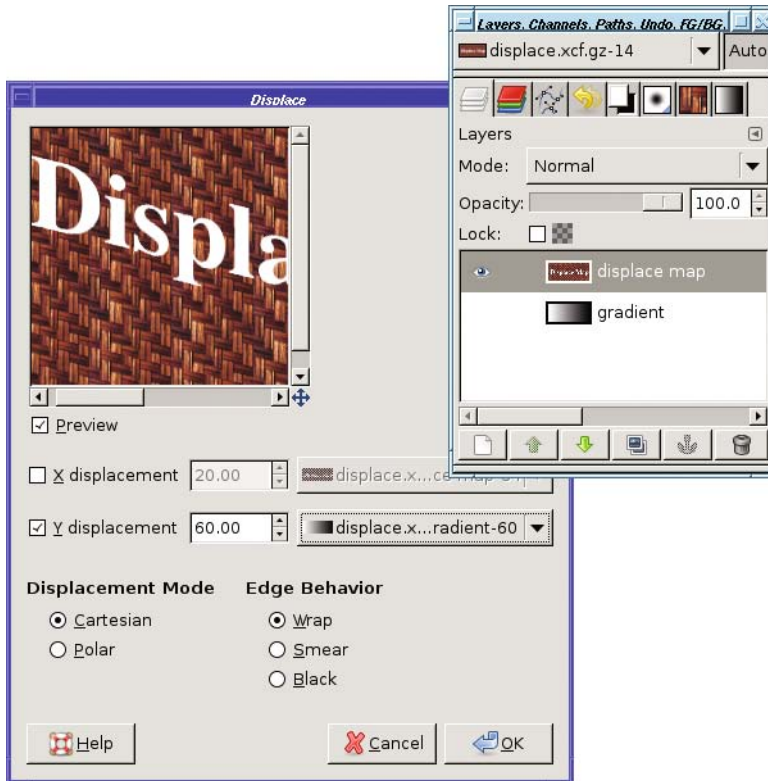 Layers, Channels, Paths, Undo, FG/BG,
displace.xcf.gz-14
Auto
Layers
Mode: Normal
Opacity: 100.0
Lock:
displace map
gradient
Displace
Displa
Preview
X displacement 20.00 displace.x...ce map-
Y displacement 60.00 displace.x...radient-60
Displacement Mode Edge Behavior
Cartesian Wrap
Polar Smear
Black
Help Cancel OK